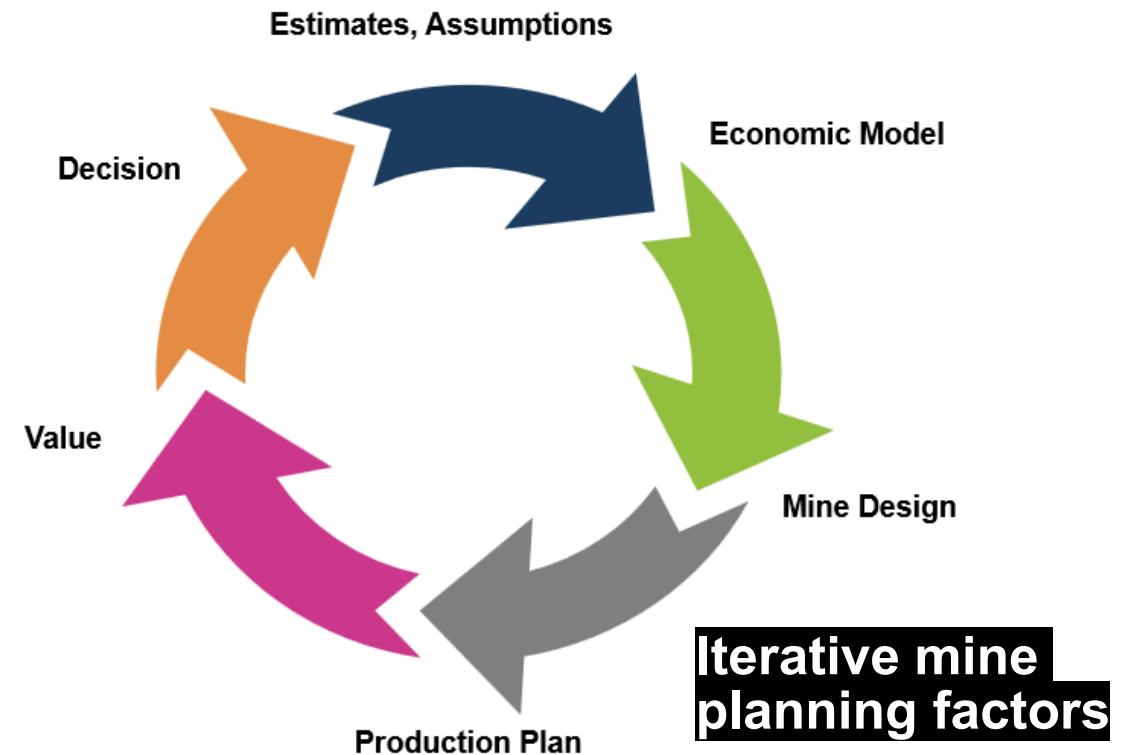 Estimates, Assumptions
Economic Model
Decision
Value
Mine Design
Iterative mine
planning factors
Production Plan